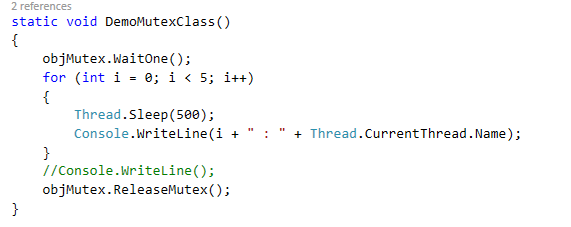 2 references
static void DemoMutexClass()
{
    objMutex.WaitOne();
    for (int i = 0; i < 5; i++)
    {
        Thread.Sleep(500);
        Console.WriteLine(i + " : " + Thread.CurrentThread.Name);
    }
    //Console.WriteLine();
    objMutex.ReleaseMutex();
}